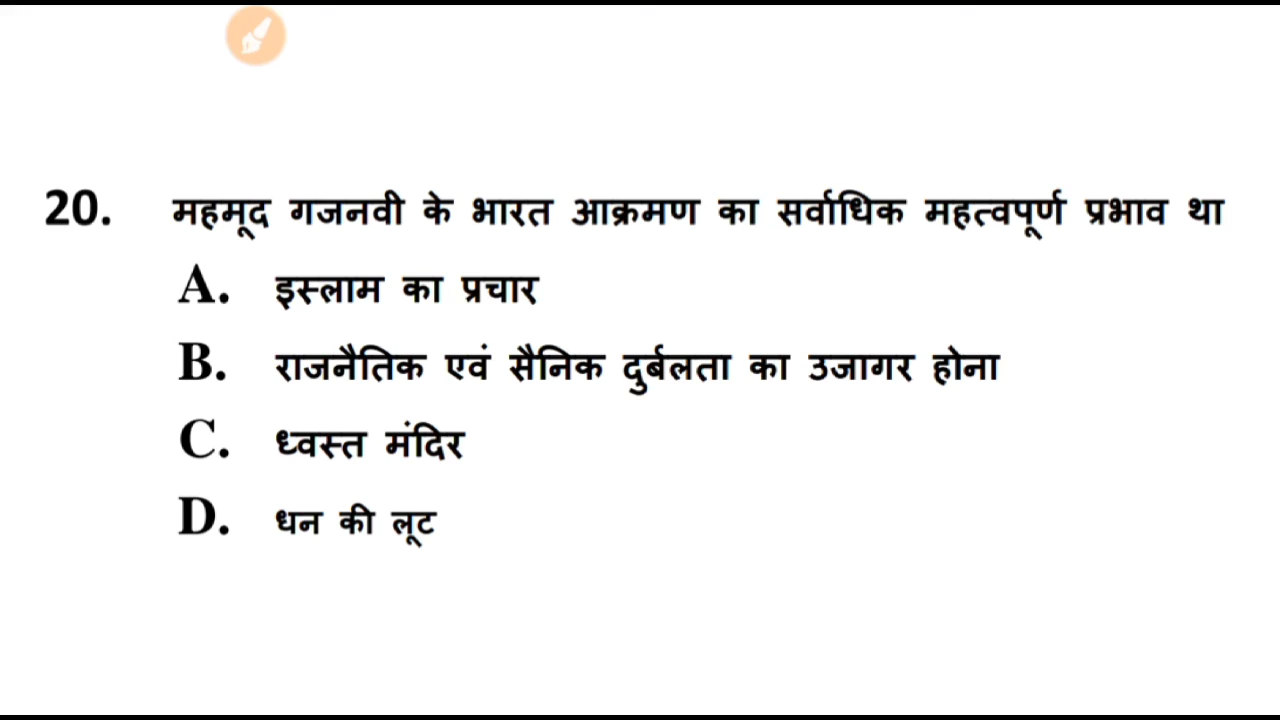 20. महमूद गजनवी के भारत आक्रमण का सर्वाधिक महत्वपूर्ण प्रभाव था
A. इस्लाम का प्रचार
B. राजनैतिक एवं सैनिक दुर्बलता का उजागर होना
C. ध्वस्त मंदिर
D. धन की लूट